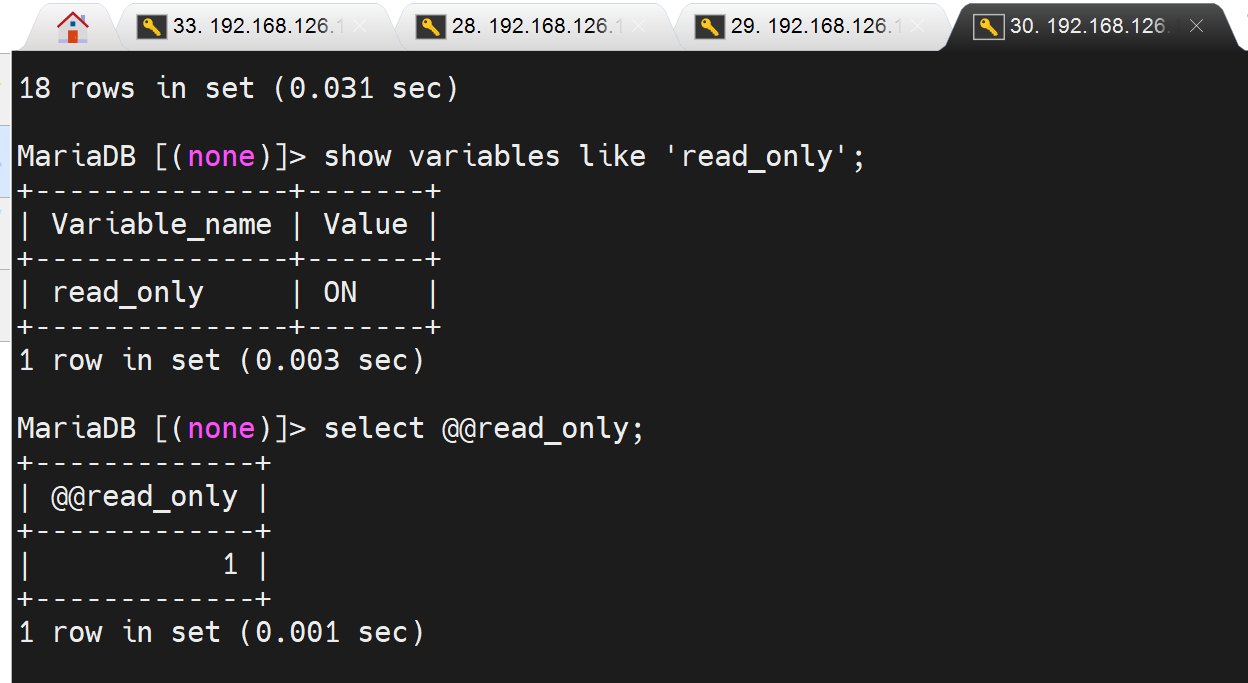 33. 192.168.126.1
28. 192.168.126.1
29. 192.168.126.1
30. 192.168.126.
18 rows in set (0.031 sec)
MariaDB [(none)]> show variables like 'read_only';
+---------------+-------+
| Variable_name | Value |
+---------------+-------+
| read_only     | ON    |
+---------------+-------+
1 row in set (0.003 sec)
MariaDB [(none)]> select @@read_only;
+-------------+
| @@read_only |
+-------------+
|           1 |
+-------------+
1 row in set (0.001 sec)